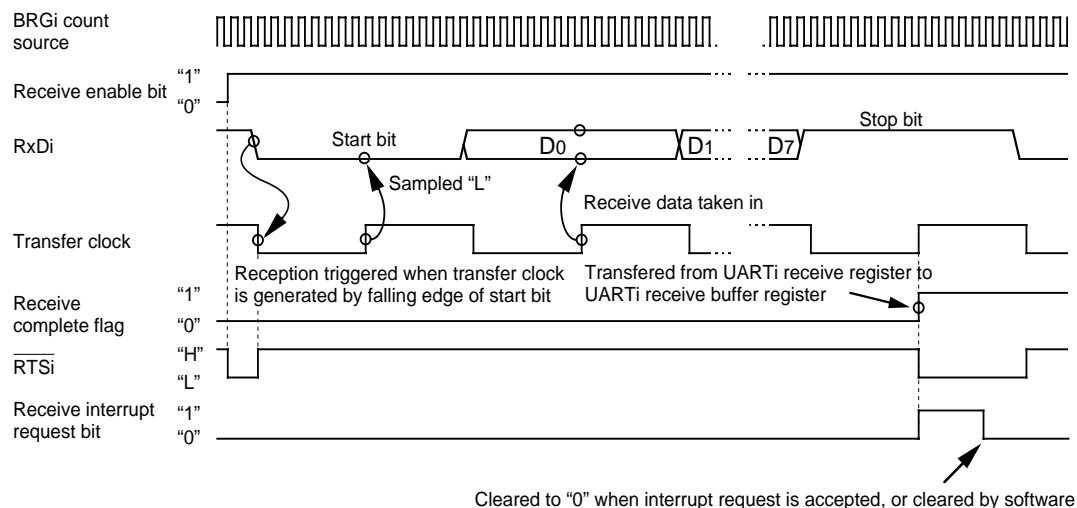 BRGi count
source
Receive enable bit
“1”
“0”
RxDi
Start bit
D0
D1
D7
Stop bit
Sampled “L”
Receive data taken in
Transfer clock
Reception triggered when transfer clock
is generated by falling edge of start bit
Transfered from UARTi receive register to
UARTi receive buffer register
Receive
complete flag
“1”
“0”
RTSi
“H”
“L”
Receive interrupt
request bit
“1”
“0”
Cleared to “0” when interrupt request is accepted, or cleared by software